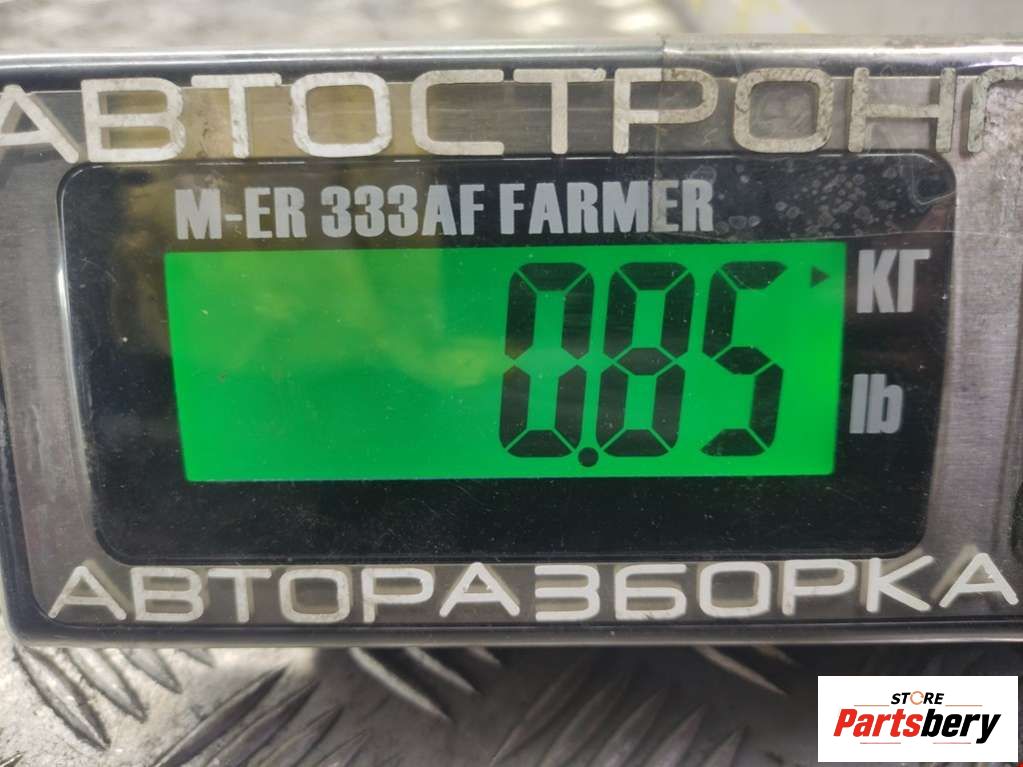 АВТОСТРОНГ
M-ER 333AF FARMER
0.85
КГ
lb
АВТОРАЗБОРКА
STORE
Partsbery